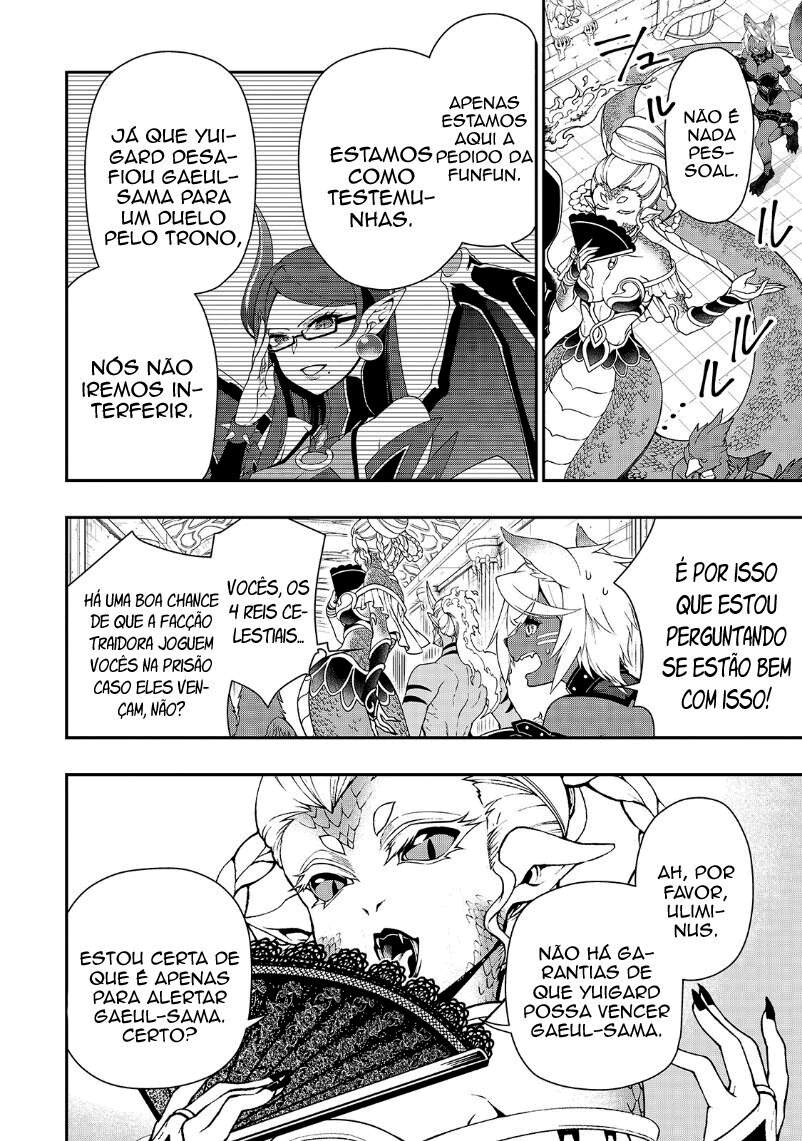 NÃO É
NADA
PES-
SOAL.
ル
ル
ル
ル
APENAS
ESTAMOS
AQUI A
PEDIDO DA
FUNFUN.
ESTAMOS
COMO
TESTEMU-
NHAS.
JÁ QUE YUI-
GARD DESA-
FIOU GAEUL-
SAMA PARA
UM DUELO
PELO TRONO,
NÓS NÃO
IREMOS IN-
TERFERIR.
É POR ISSO
QUE ESTOU
PERGUNTANDO
SE ESTÃO BEM
COM ISSO!
VOCÊS, OS
4 REIS CE-
LESTIAIS...
HÁ UMA BOA CHANCE
DE QUE A FACÇÃO
TRAIDORA JOGUEM
VOCÊS NA PRISÃO
CASO ELES VEN-
ÇAM, NÃO?
AH, POR
FAVOR,
ULIMI-
NUS.
NÃO HÁ GA-
RANTIAS DE
QUE YUIGARD
POSSA VENCER
GAEUL-SAMA.
ESTOU CERTA DE
QUE É APENAS
PARA ALERTAR
GAEUL-SAMA.
CERTO?